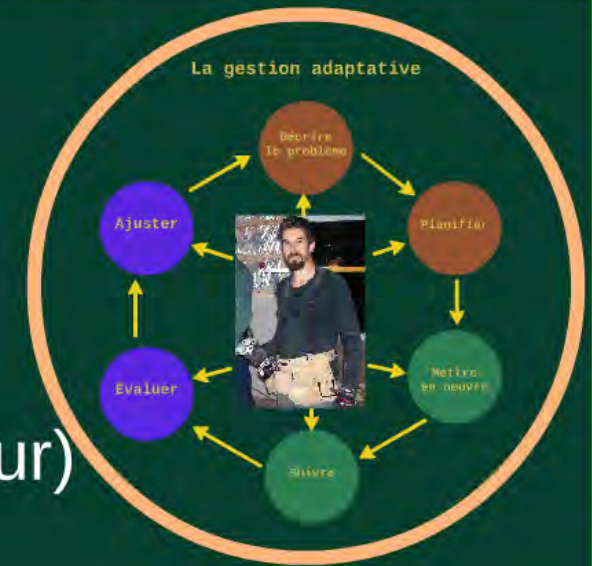 La gestion adaptative
Décrire
le problème
Ajuster
Planifier
Mettre
en oeuvre
Evaluer
ur)
Suivre